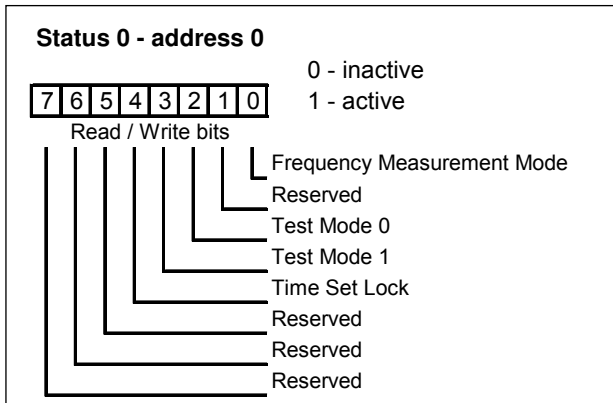 Status 0 - address 0
0 - inactive
7 6 5 4 3 2 1 0 1 - active
Read / Write bits
Frequency Measurement Mode
Reserved
Test Mode 0
Test Mode 1
Time Set Lock
Reserved
Reserved
Reserved